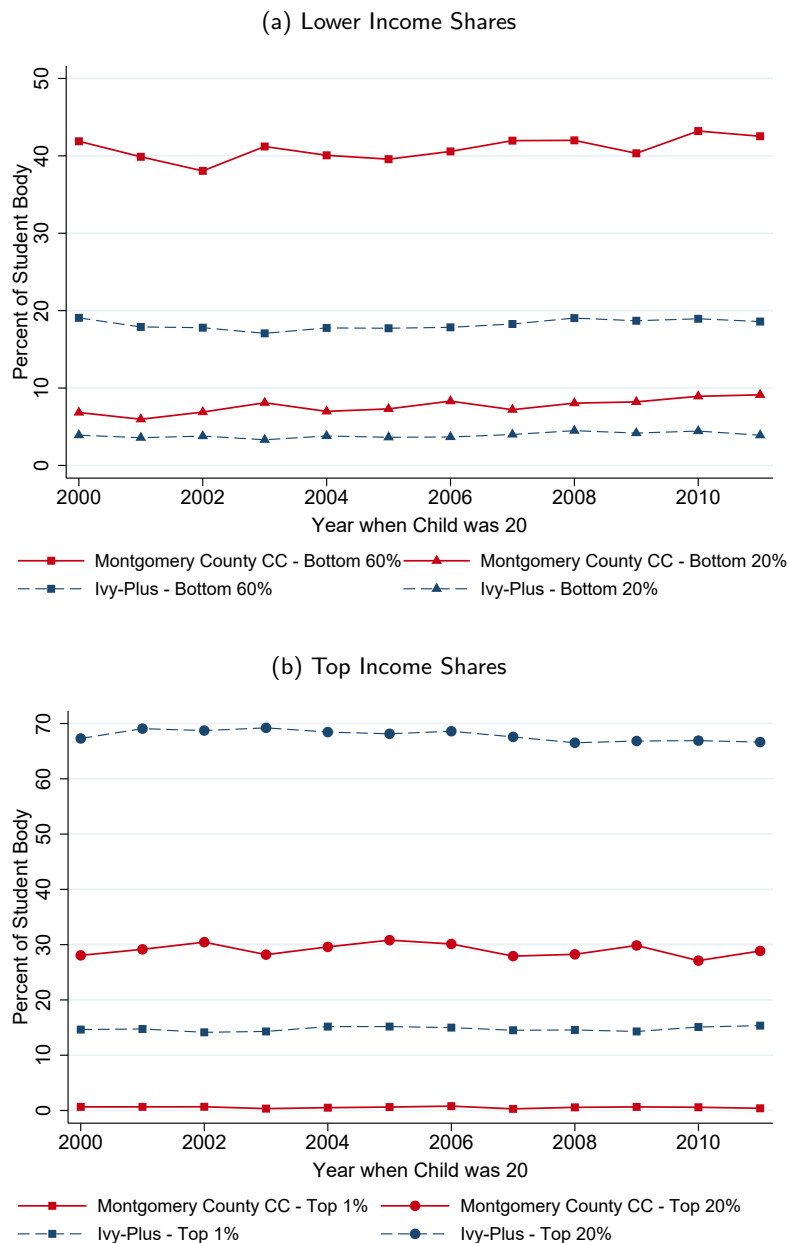 (a) Lower Income Shares
50
40
30
20
10
0
Percent of Student Body
2000 2002 2004 2006 2008 2010
Year when Child was 20
Montgomery County CC - Bottom 60% Montgomery County CC - Bottom 20%
Ivy-Plus - Bottom 60% Ivy-Plus - Bottom 20%
(b) Top Income Shares
70
60
50
40
30
20
10
0
Percent of Student Body
2000 2002 2004 2006 2008 2010
Year when Child was 20
Montgomery County CC - Top 1% Montgomery County CC - Top 20%
Ivy-Plus - Top 1% Ivy-Plus - Top 20%